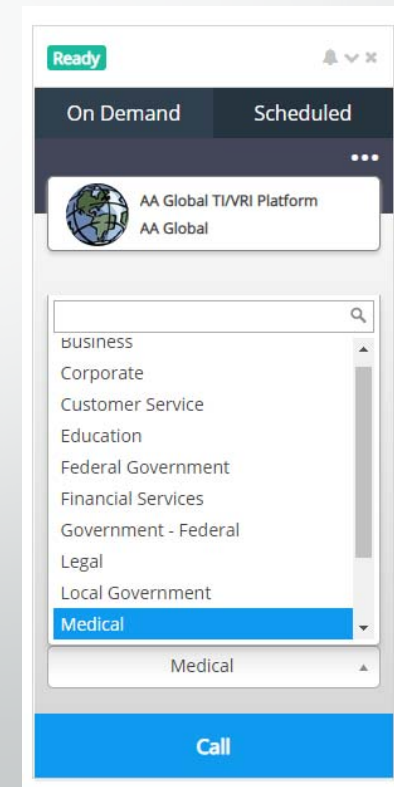 Ready
On Demand Scheduled
AA Global TI/VRI Platform
AA Global
Business
Corporate
Customer Service
Education
Federal Government
Financial Services
Government - Federal
Legal
Local Government
Medical
Medical
Call